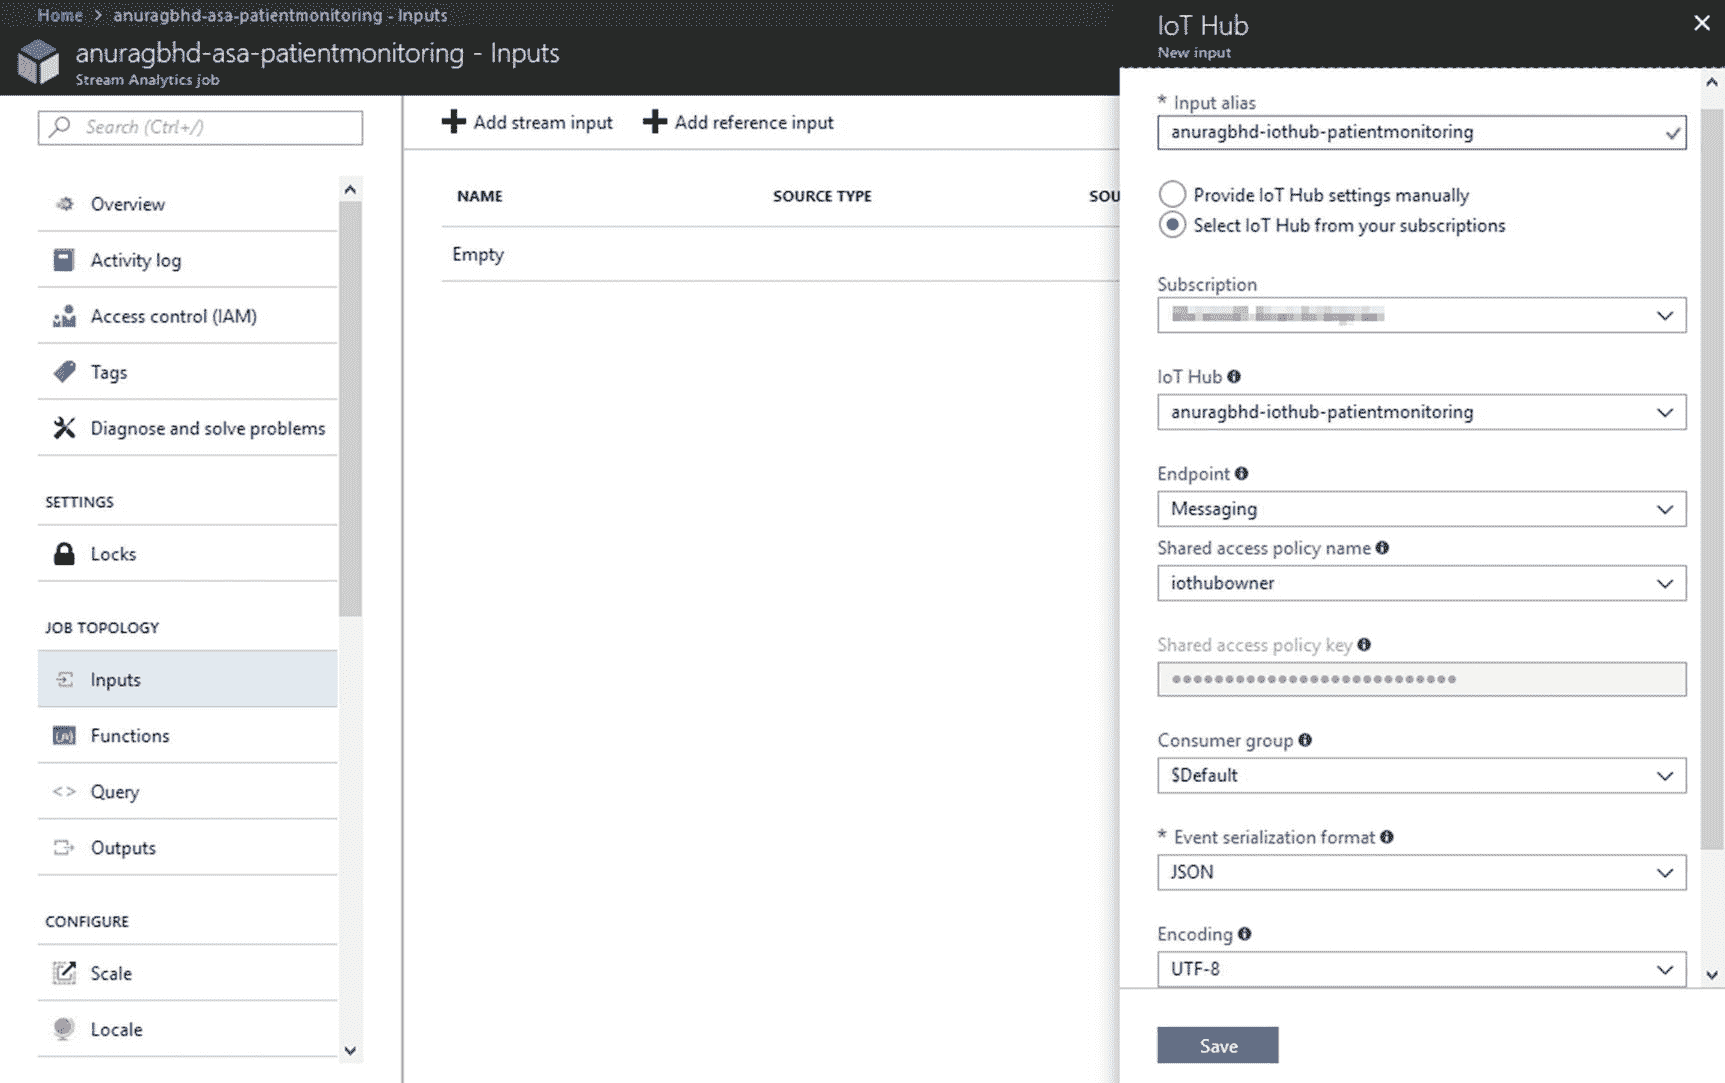 Home > anuragbhd-asa-patientmonitoring - Inputs
anuragbhd-asa-patientmonitoring - Inputs
Stream Analytics job
Search (Ctrl+/)
Overview
Activity log
Access control (IAM)
Tags
Diagnose and solve problems
SETTINGS
Locks
JOB TOPOLOGY
Inputs
Functions
<> Query
Outputs
CONFIGURE
Scale
Locale
Add stream input
Add reference input
NAME SOURCE TYPE SOU
Empty
IoT Hub
New input
* Input alias
anuragbhd-iothub-patientmonitoring
Provide IoT Hub settings manually
Select IoT Hub from your subscriptions
Subscription
IoT Hub
anuragbhd-iothub-patientmonitoring
Endpoint
Messaging
Shared access policy name
iothubowner
Shared access policy key
Consumer group
$Default
* Event serialization format
JSON
Encoding
UTF-8
Save